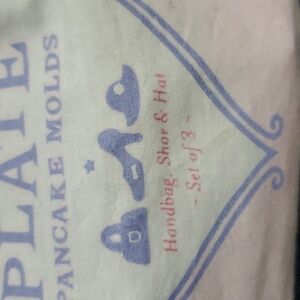 PLATE
PANCAKE MOLDS
Handbag, Shoe & Hat
~ Set of 3 ~